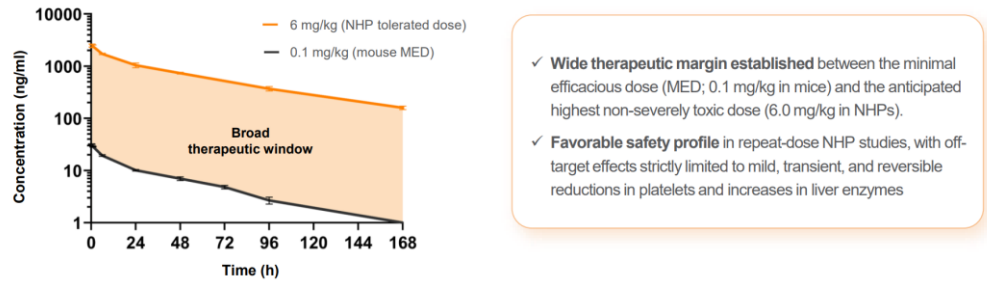 10000
1000
100
10
1
Concentration (ng/ml)
6 mg/kg (NHP tolerated dose)
0.1 mg/kg (mouse MED)
Broad
therapeutic window
0 24 48 72 96 120 144 168
Time (h)
✓ Wide therapeutic margin established between the minimal
efficacious dose (MED; 0.1 mg/kg in mice) and the anticipated
highest non-severely toxic dose (6.0 mg/kg in NHPs).
✓ Favorable safety profile in repeat-dose NHP studies, with off-
target effects strictly limited to mild, transient, and reversible
reductions in platelets and increases in liver enzymes